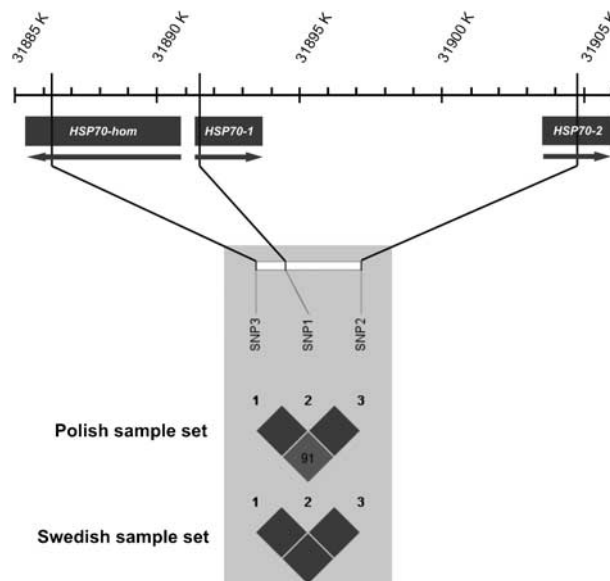 31885 K 31890 K 31895 K 31900 K 31905 K
HSP70-hom HSP70-1 HSP70-2
SNP3 SNP1 SNP2
1 2 3
Polish sample set
91
1 2 3
Swedish sample set